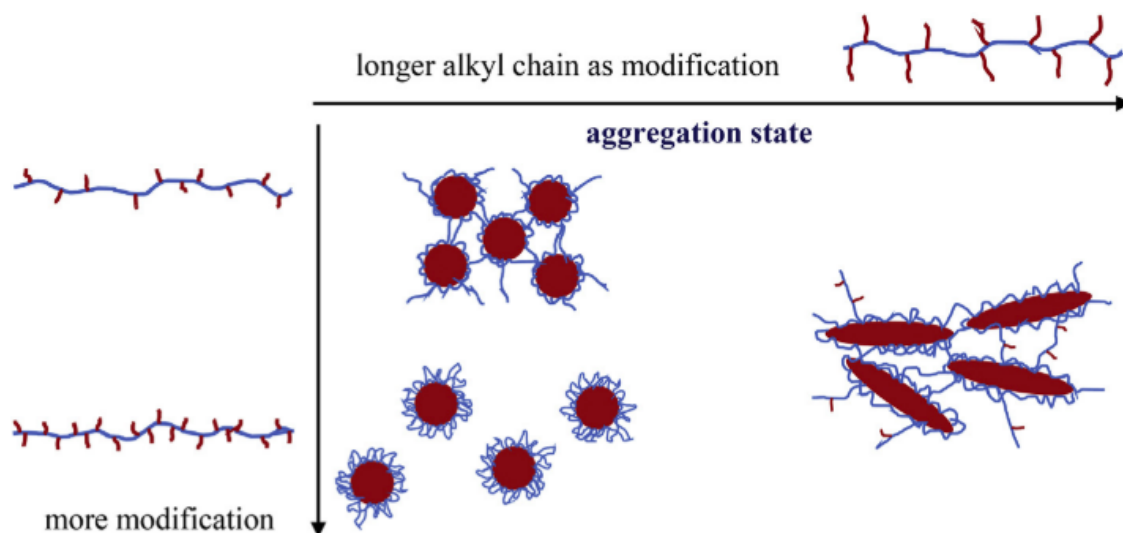 longer alkyl chain as modification
aggregation state
more modification